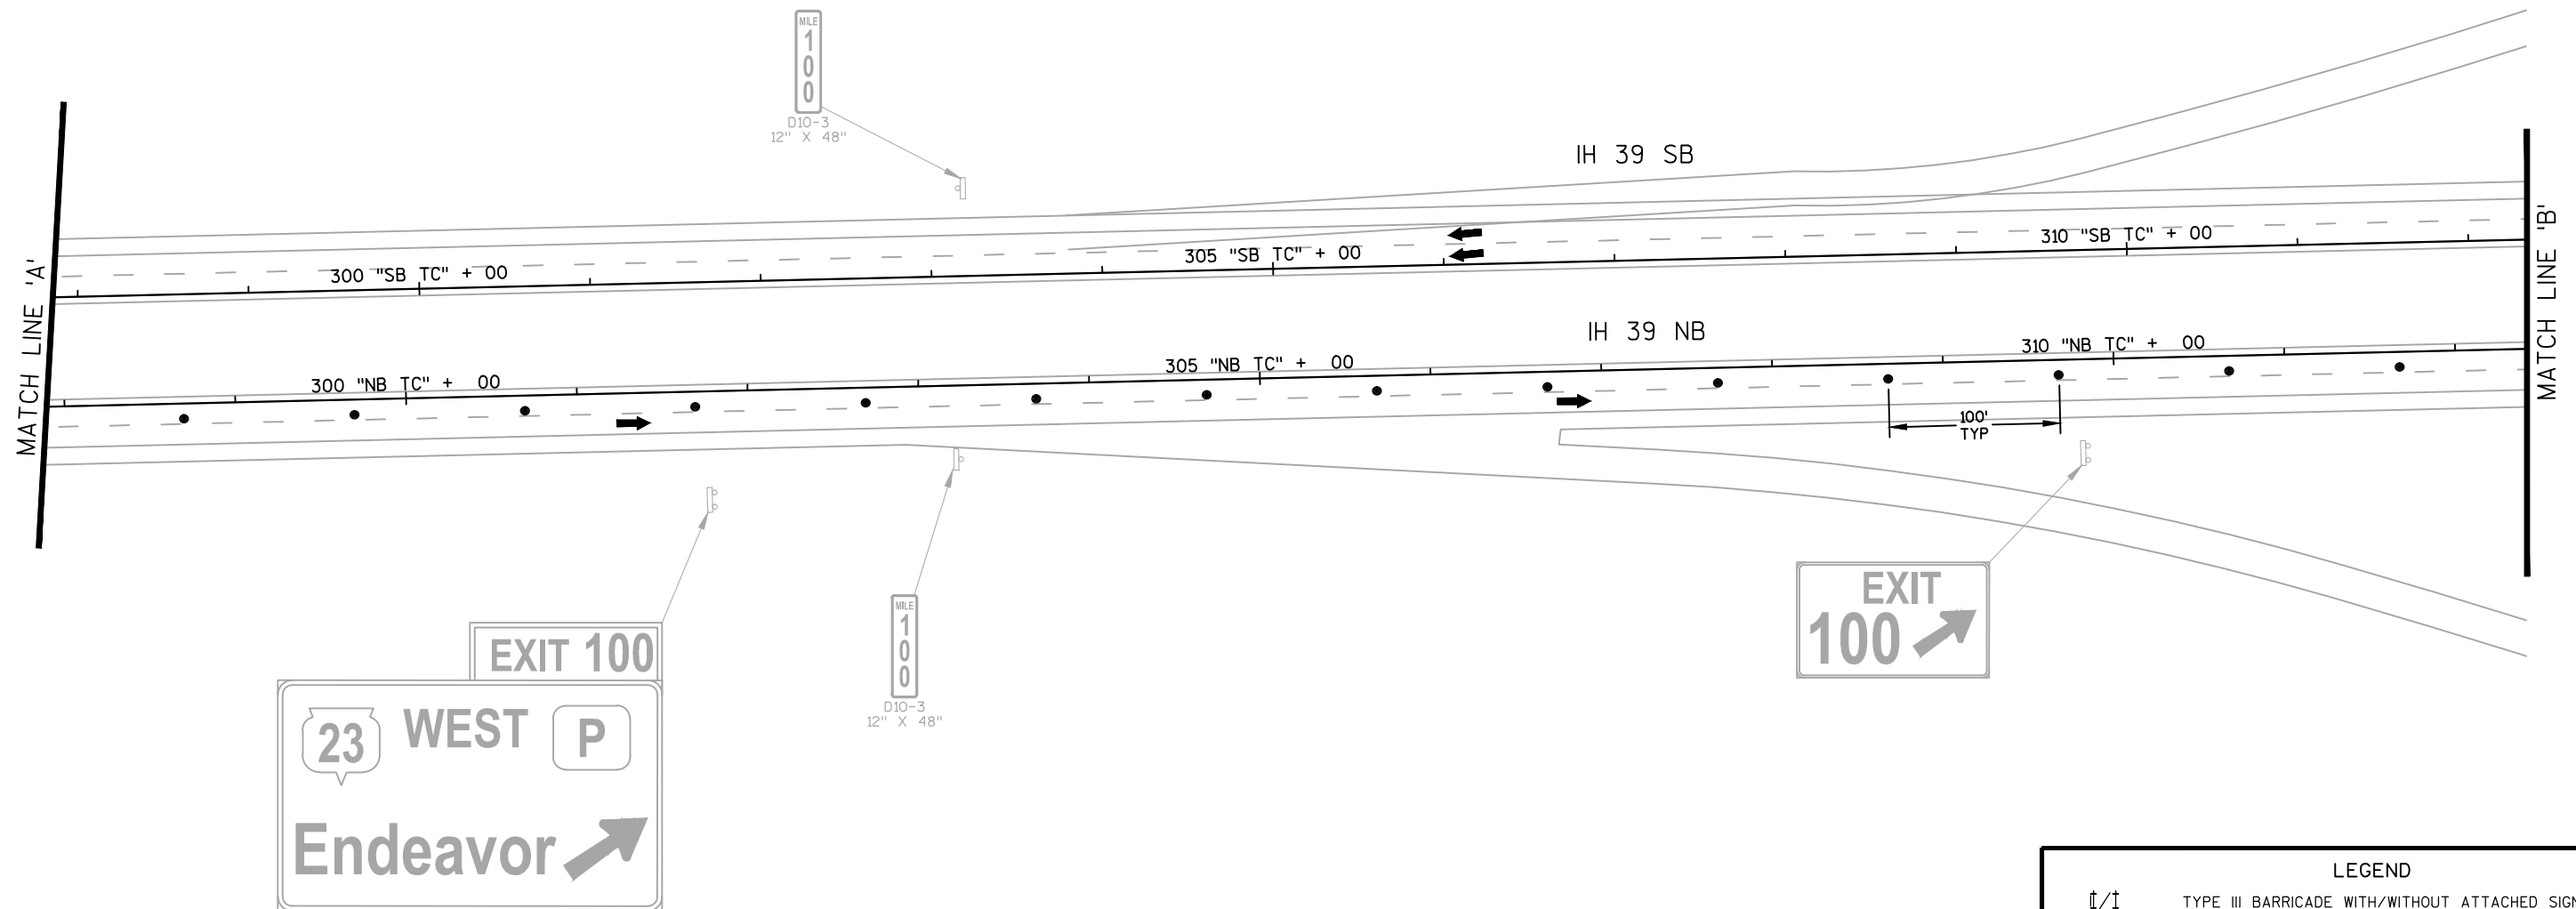 MILE
1
0
0
D10-3
12" X 48"
IH 39 SB
MATCH LINE 'A'
MATCH LINE 'B'
300 "SB TC" + 00
305 "SB TC" + 00
310 "SB TC" + 00
IH 39 NB
300 "NB TC" + 00
305 "NB TC" + 00
310 "NB TC" + 00
100'
TYP
EXIT 100
23 WEST P
Endeavor
MILE
1
0
0
D10-3
12" X 48"
EXIT
100
LEGEND
TYPE III BARRICADE WITH/WITHOUT ATTACHED SIGN